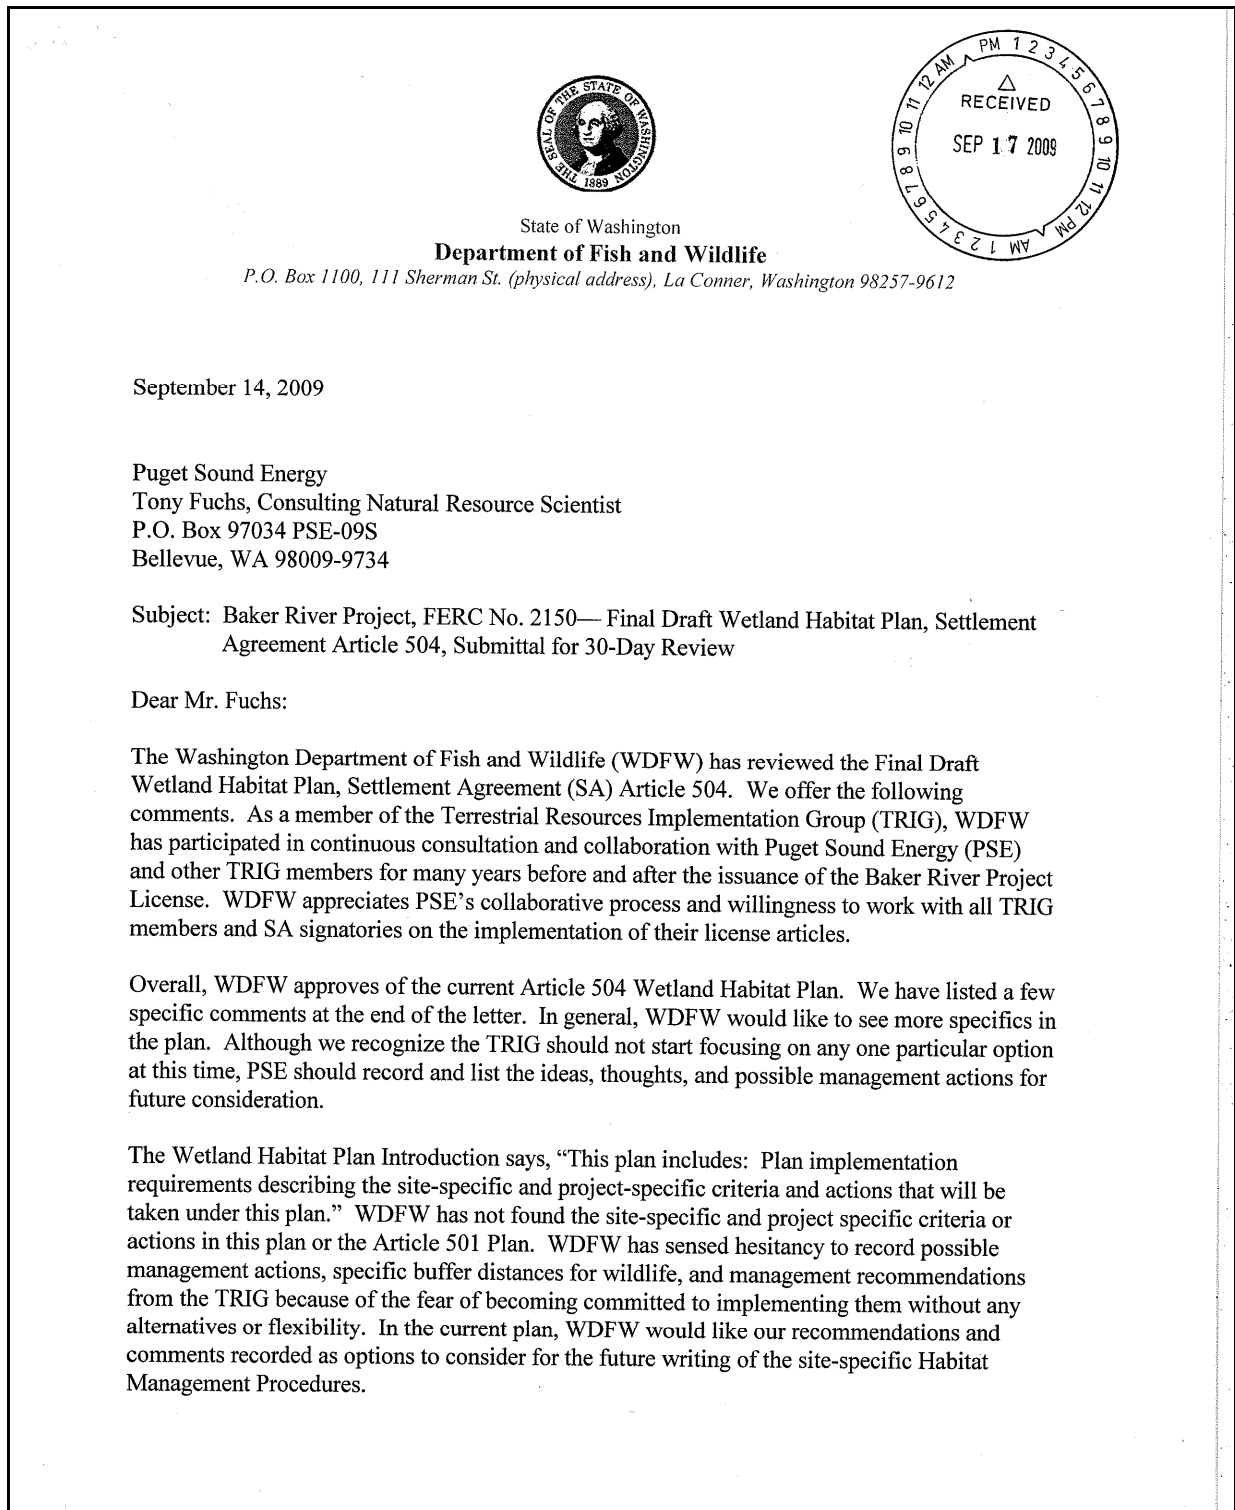 PM 1 2 3 4 5 6 7 8 9 10 11 12 PM
AM 1 2 3 4 5 6 7 8 9 10 11 12 AM
RECEIVED
SEP 17 2009
THE SEAL OF THE STATE OF WASHINGTON
1889
State of Washington
Department of Fish and Wildlife
P.O. Box 1100, 111 Sherman St. (physical address), La Conner, Washington 98257-9612
September 14, 2009
Puget Sound Energy
Tony Fuchs, Consulting Natural Resource Scientist
P.O. Box 97034 PSE-09S
Bellevue, WA 98009-9734
Subject: Baker River Project, FERC No. 2150— Final Draft Wetland Habitat Plan, Settlement
Agreement Article 504, Submittal for 30-Day Review
Dear Mr. Fuchs:
The Washington Department of Fish and Wildlife (WDFW) has reviewed the Final Draft
Wetland Habitat Plan, Settlement Agreement (SA) Article 504. We offer the following
comments. As a member of the Terrestrial Resources Implementation Group (TRIG), WDFW
has participated in continuous consultation and collaboration with Puget Sound Energy (PSE)
and other TRIG members for many years before and after the issuance of the Baker River Project
License. WDFW appreciates PSE's collaborative process and willingness to work with all TRIG
members and SA signatories on the implementation of their license articles.
Overall, WDFW approves of the current Article 504 Wetland Habitat Plan. We have listed a few
specific comments at the end of the letter. In general, WDFW would like to see more specifics in
the plan. Although we recognize the TRIG should not start focusing on any one particular option
at this time, PSE should record and list the ideas, thoughts, and possible management actions for
future consideration.
The Wetland Habitat Plan Introduction says, “This plan includes: Plan implementation
requirements describing the site-specific and project-specific criteria and actions that will be
taken under this plan.” WDFW has not found the site-specific and project specific criteria or
actions in this plan or the Article 501 Plan. WDFW has sensed hesitancy to record possible
management actions, specific buffer distances for wildlife, and management recommendations
from the TRIG because of the fear of becoming committed to implementing them without any
alternatives or flexibility. In the current plan, WDFW would like our recommendations and
comments recorded as options to consider for the future writing of the site-specific Habitat
Management Procedures.